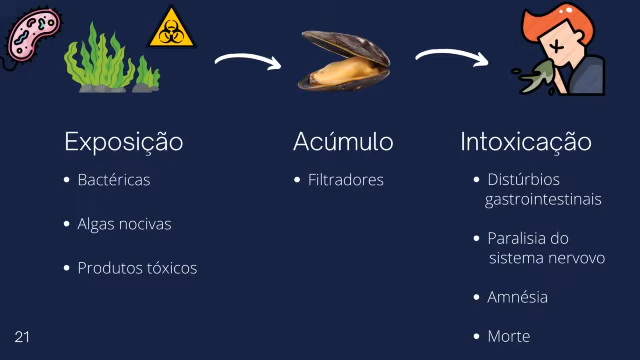 Exposição
Bactéricas
Algas nocivas
Produtos tóxicos
Acúmulo
Filtradores
Intoxicação
Distúrbios
gastrointestinais
Paralisia do
sistema nervovo
Amnésia
Morte
21